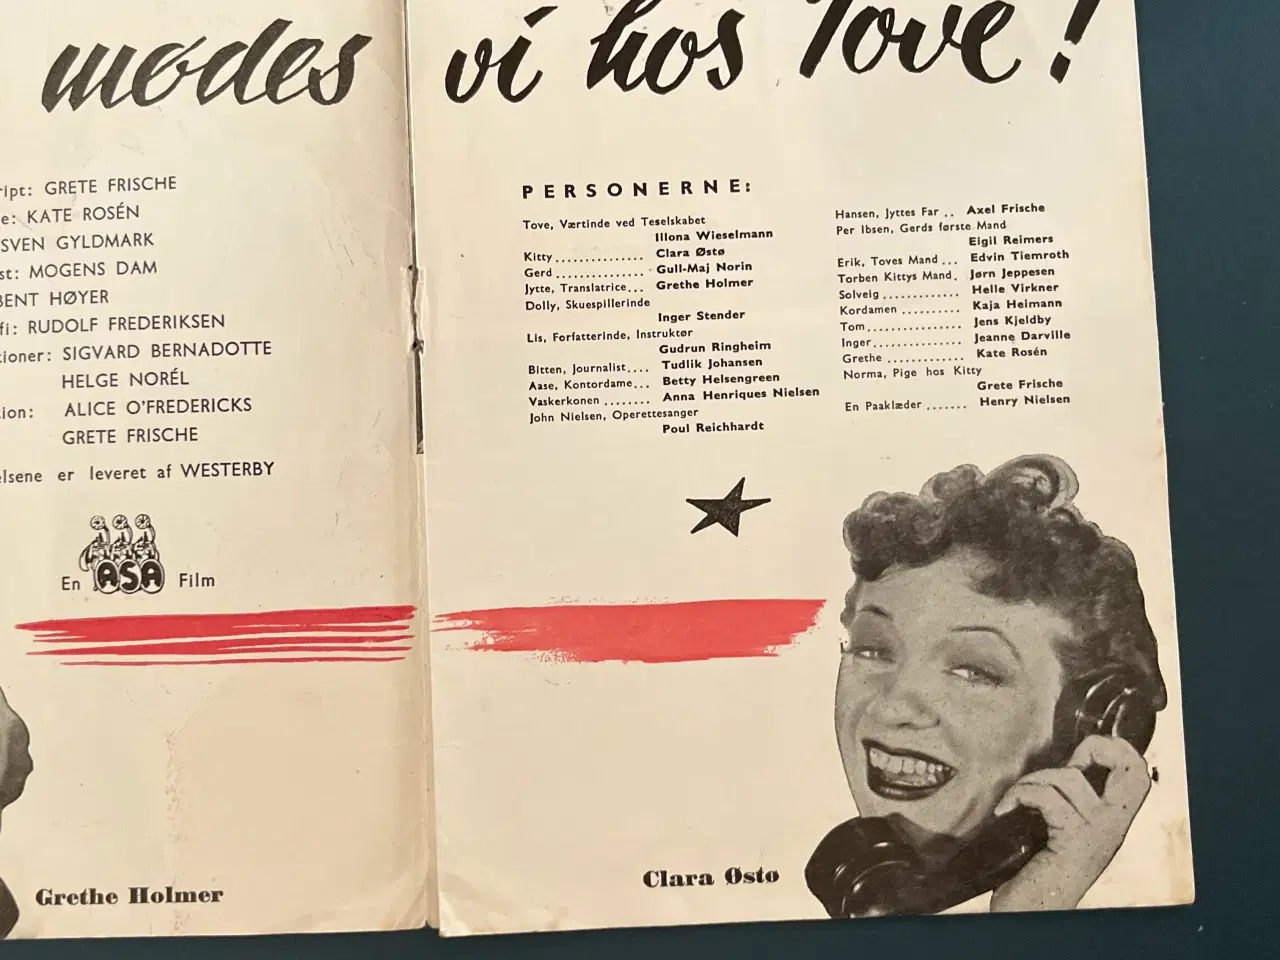 mødes vi hos Tove!
GRETE FRISCHE
KATE ROSÉN
SVEN GYLDMARK
MOGENS DAM
BENT HØYER
RUDOLF FREDERIKSEN
SIGVARD BERNADOTTE
HELGE NORÉL
ALICE O'FREDERICKS
GRETE FRISCHE
er leveret af WESTERBY
En ASA Film
Grethe Holmer
PERSONERNE:
Tove, Værtinde ved Teselskabet
Illona Wieselmann
Kitty .............. Clara Østø
Gerd .............. Gull-Maj Norin
Jytte, Translatrice... Grethe Holmer
Dolly, Skuespillerinde
Inger Stender
Lis, Forfatterinde, Instruktør
Gudrun Ringheim
Bitten, Journalist.... Tudlik Johansen
Aase, Kontordame... Betty Helsengreen
Vaskerkonen ........ Anna Henriques Nielsen
John Nielsen, Operettesanger
Poul Reichhardt
Hansen, Jyttes Far .. Axel Frische
Per Ibsen, Gerds første Mand
Eigil Reimers
Erik, Toves Mand ... Edvin Tiemroth
Torben Kittys Mand. Jørn Jeppesen
Solveig ............ Helle Virkner
Kordamen .......... Kaja Heimann
Tom................ Jens Kjeldby
Inger............... Jeanne Darville
Grethe ............. Kate Rosén
Norma, Pige hos Kitty
Grete Frische
En Paaklæder ....... Henry Nielsen
Clara Østø